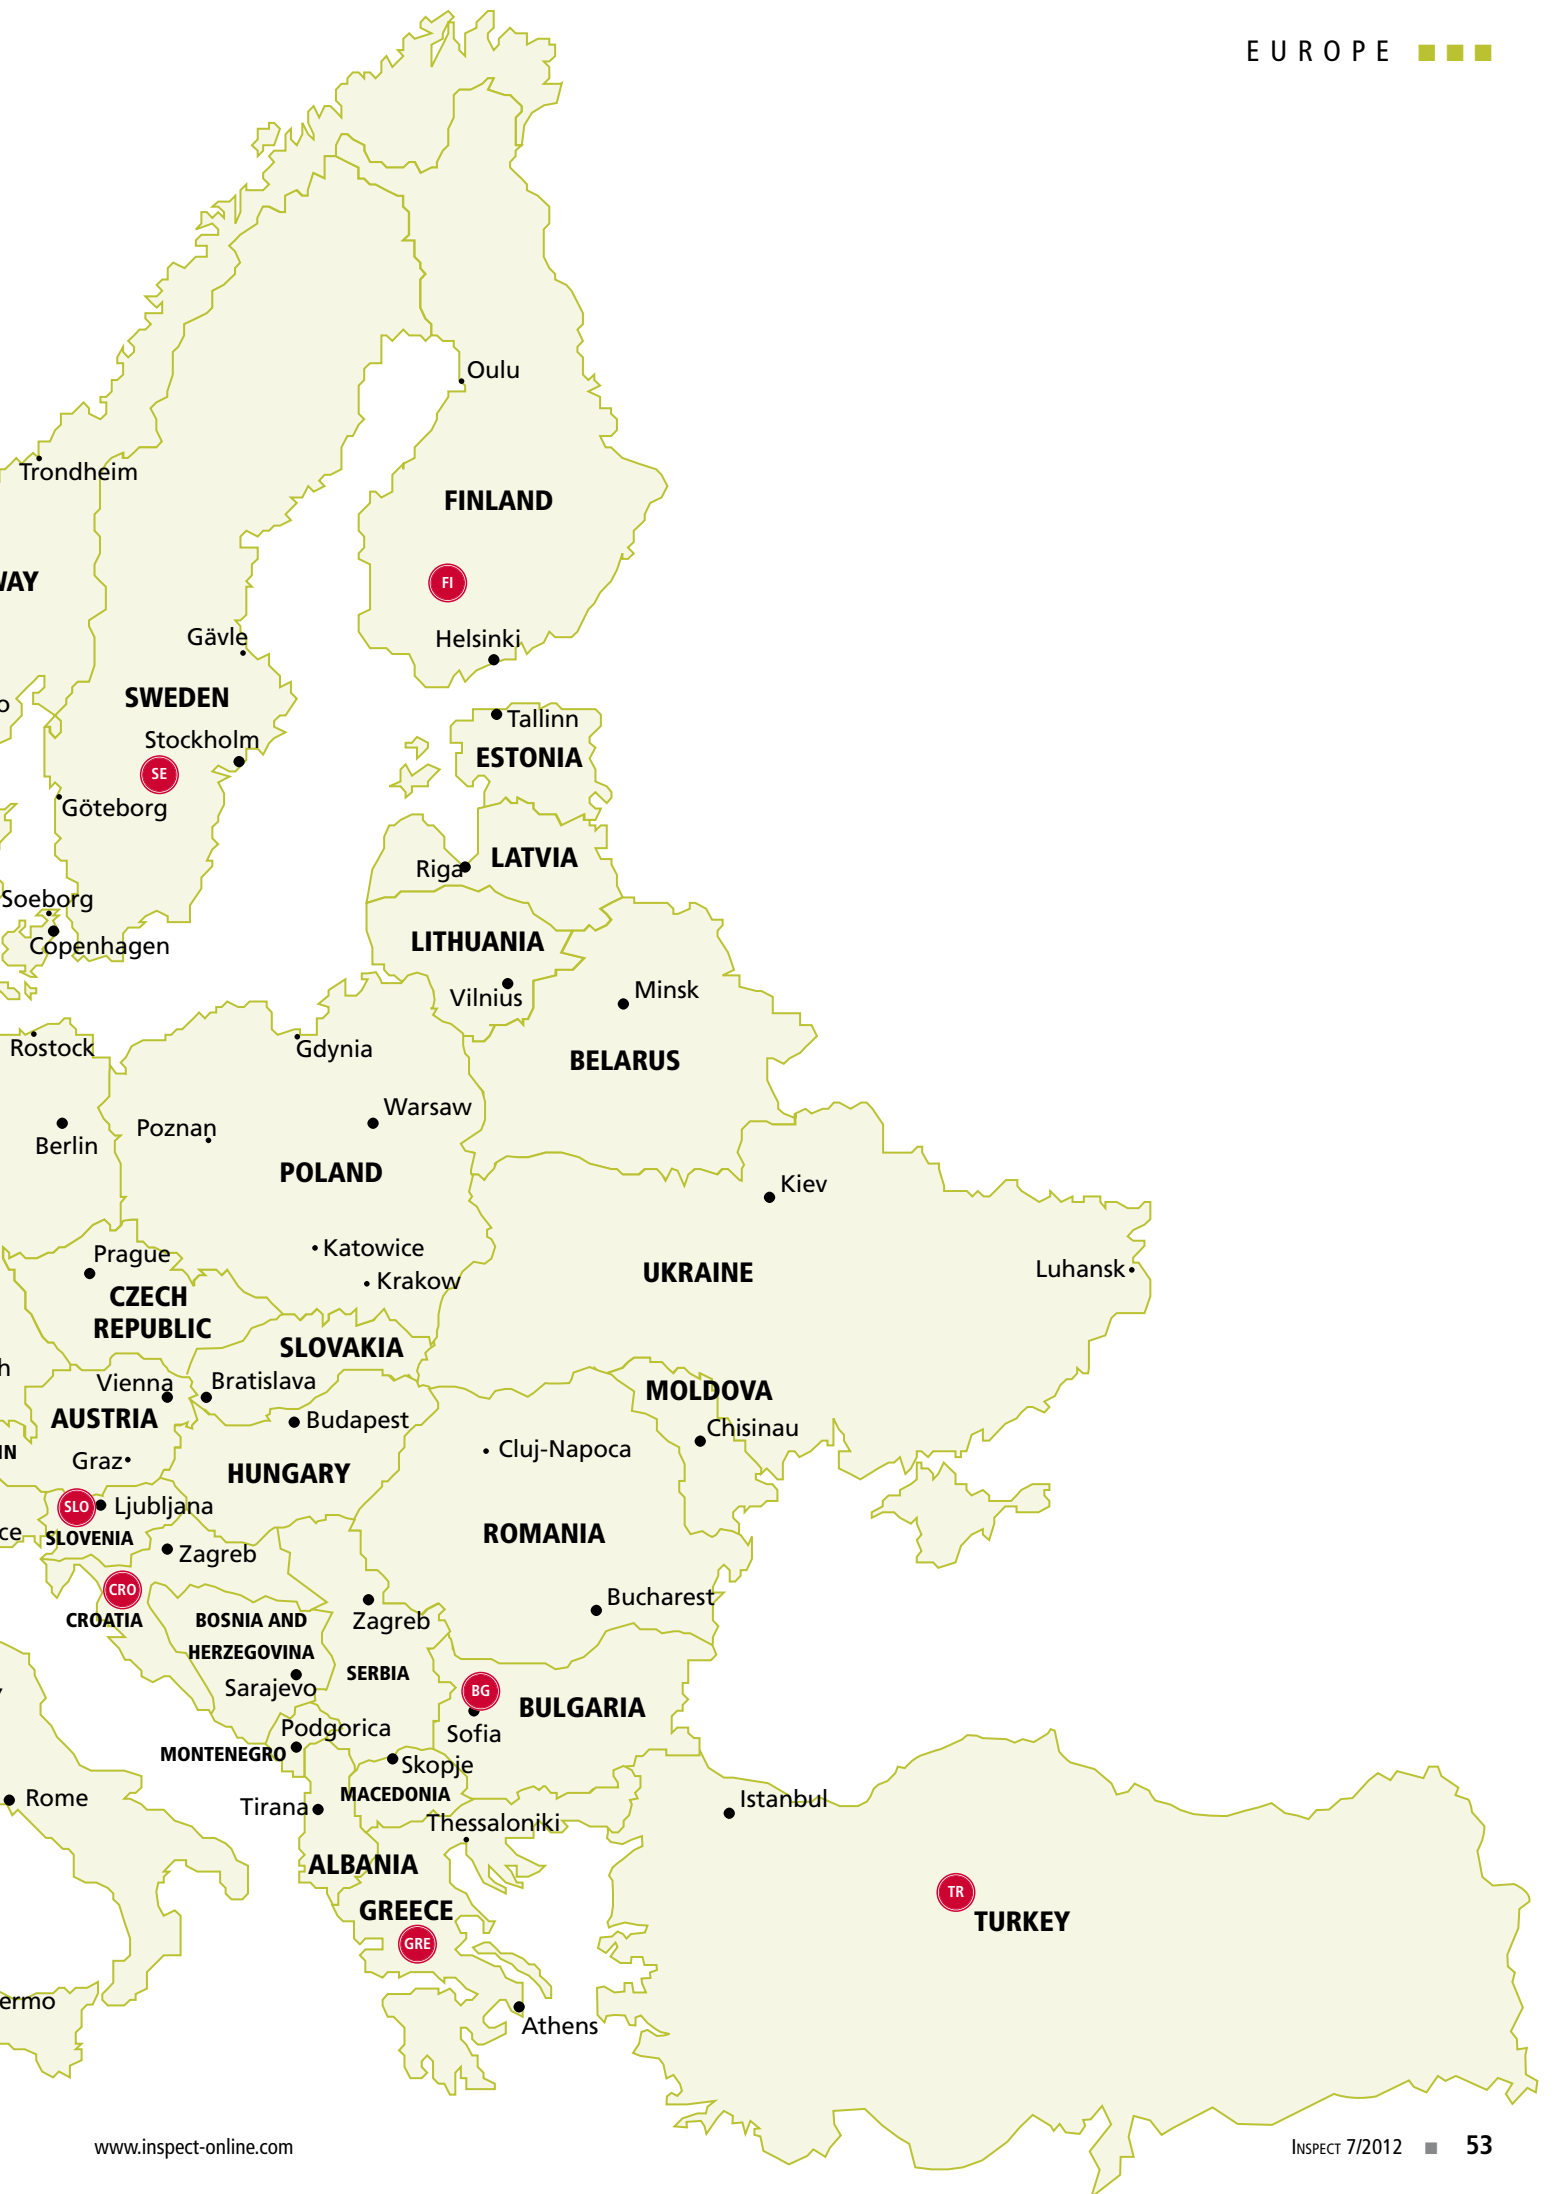 EUROPE
Oulu
Trondheim
FINLAND
WAY
FI
Gävle
Helsinki
SWEDEN
o
Tallinn
Stockholm
ESTONIA
SE
Göteborg
LATVIA
Riga
Soeborg
LITHUANIA
Copenhagen
Minsk
Vilnius
Rostock
Gdynia
BELARUS
Warsaw
Poznan
Berlin
POLAND
Kiev
Katowice
Prague
UKRAINE
Luhansk
Krakow
CZECH
REPUBLIC
SLOVAKIA
h
Vienna
Bratislava
MOLDOVA
AUSTRIA
Budapest
Chisinau
IN
Cluj-Napoca
Graz
HUNGARY
SLO
Ljubljana
ce
SLOVENIA
ROMANIA
Zagreb
CRO
Bucharest
CROATIA
BOSNIA AND
HERZEGOVINA
Zagreb
SERBIA
Sarajevo
BG
BULGARIA
Podgorica
Sofia
MONTENEGRO
Skopje
MACEDONIA
Rome
Tirana
Istanbul
Thessaloniki
ALBANIA
TR
GREECE
TURKEY
GRE
ermo
Athens
www.inspect-online.com
INSPECT 7/2012 53